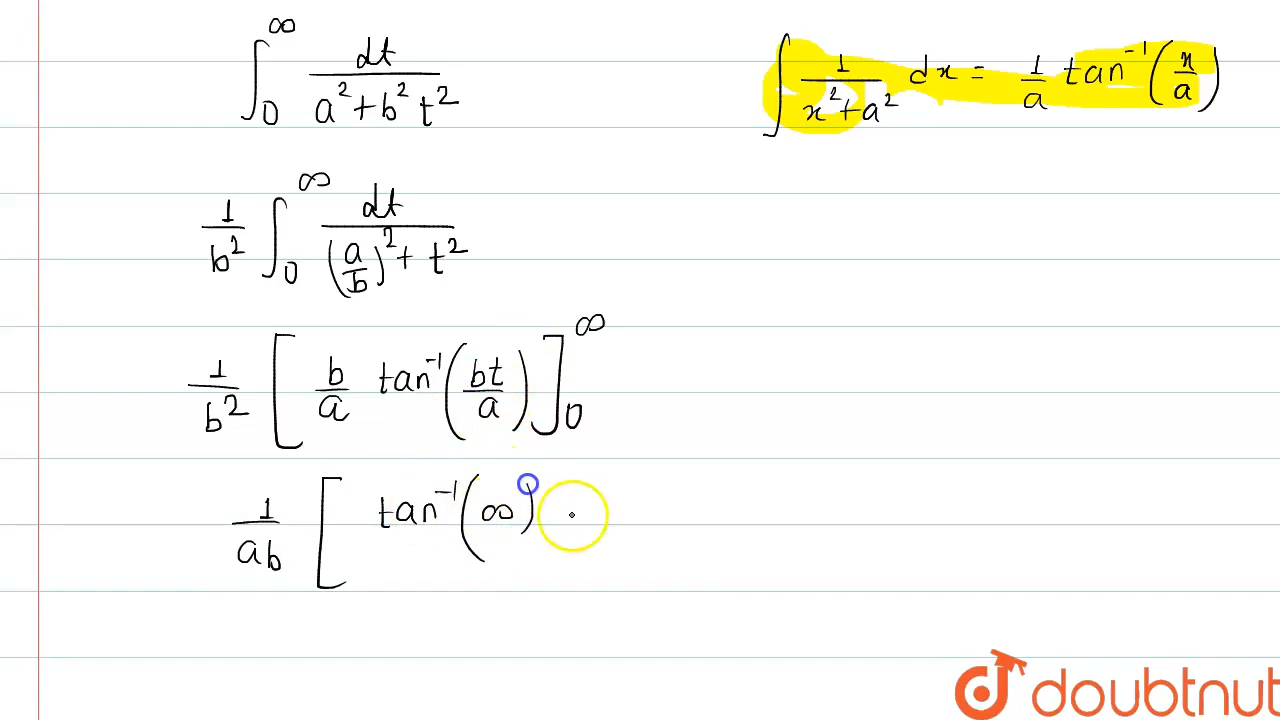 ∫₀^∞ dt / (a² + b² t²)
∫ 1 / (x² + a²) dx = 1/a tan⁻¹(x/a)
1/b² ∫₀^∞ dt / ((a/b)² + t²)
1/b² [ b/a tan⁻¹(bt/a) ]₀^∞
1/ab [ tan⁻¹(∞)
doubtnut